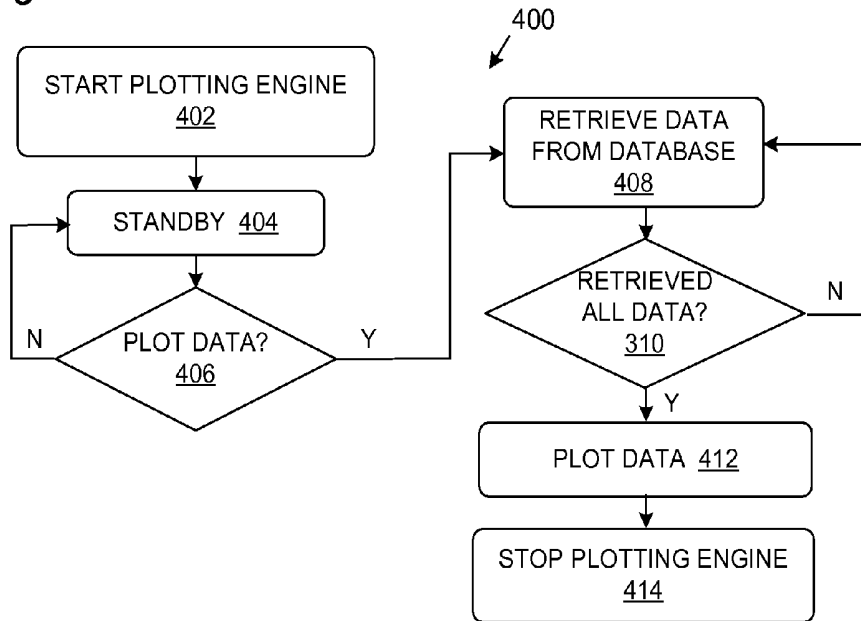 400
START PLOTTING ENGINE
402
STANDBY 404
PLOT DATA?
406
N
Y
RETRIEVE DATA
FROM DATABASE
408
RETRIEVED
ALL DATA?
310
N
Y
PLOT DATA 412
STOP PLOTTING ENGINE
414